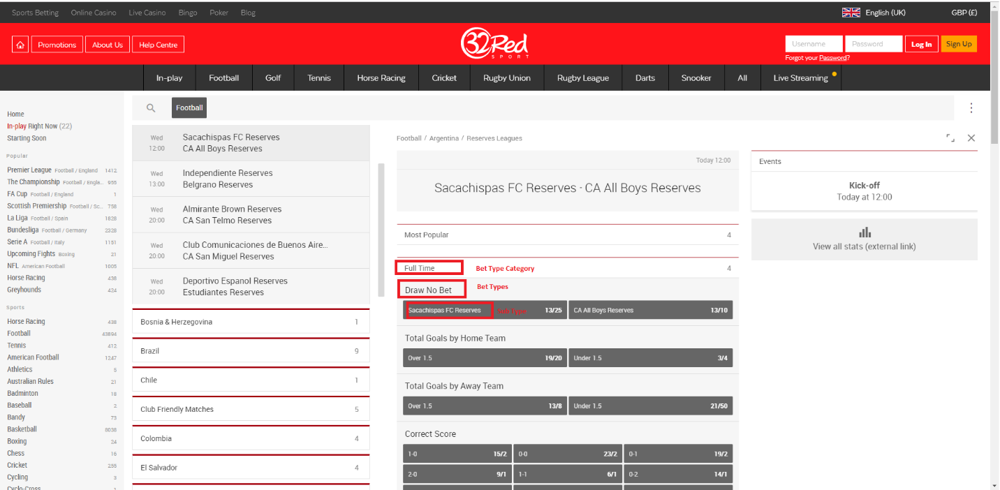 Sports Betting Online Casino Live Casino Bingo Poker Blog English (UK) GBP (£)
Promotions About Us Help Centre 32Red SPORT Username Password Log In Sign Up
Forgot your Password?
In-play Football Golf Tennis Horse Racing Cricket Rugby Union Rugby League Darts Snooker All Live Streaming
Home
In-play Right Now (22)
Starting Soon
Popular
Premier League Football / England 1412
The Championship Football / Engla... 955
FA Cup Football / England 1
Scottish Premiership Football / Sc... 758
La Liga Football / Spain 1828
Bundesliga Football / Germany 2328
Serie A Football / Italy 1151
Upcoming Fights Boxing 21
NFL American Football 1005
Horse Racing 438
Greyhounds 424
Sports
Horse Racing 438
Football 43894
Tennis 412
American Football 1247
Athletics 5
Australian Rules 21
Badminton 18
Baseball 2
Bandy 73
Basketball 8038
Boxing 24
Chess 16
Cricket 255
Cycling 3
Cyclo-Cross 1
Football
Wed Sacachispas FC Reserves
12:00 CA All Boys Reserves
Wed Independiente Reserves
13:00 Belgrano Reserves
Wed Almirante Brown Reserves
20:00 CA San Telmo Reserves
Wed Club Comunicaciones de Buenos Aire...
20:00 CA San Miguel Reserves
Wed Deportivo Espanol Reserves
20:00 Estudiantes Reserves
Bosnia & Herzegovina 1
Brazil 9
Chile 1
Club Friendly Matches 5
Colombia 4
El Salvador 4
Football / Argentina / Reserves Leagues
Today 12:00
Sacachispas FC Reserves · CA All Boys Reserves
Most Popular 4
Full Time Bet Type Category 4
Draw No Bet Bet Types
Sacachispas FC Reserves Sub Type 13/25 CA All Boys Reserves 13/10
Total Goals by Home Team
Over 1.5 19/20 Under 1.5 3/4
Total Goals by Away Team
Over 1.5 13/8 Under 1.5 21/50
Correct Score
1-0 15/2 0-0 23/2 0-1 19/2
2-0 9/1 1-1 6/1 0-2 14/1
Events
Kick-off
Today at 12:00
View all stats (external link)